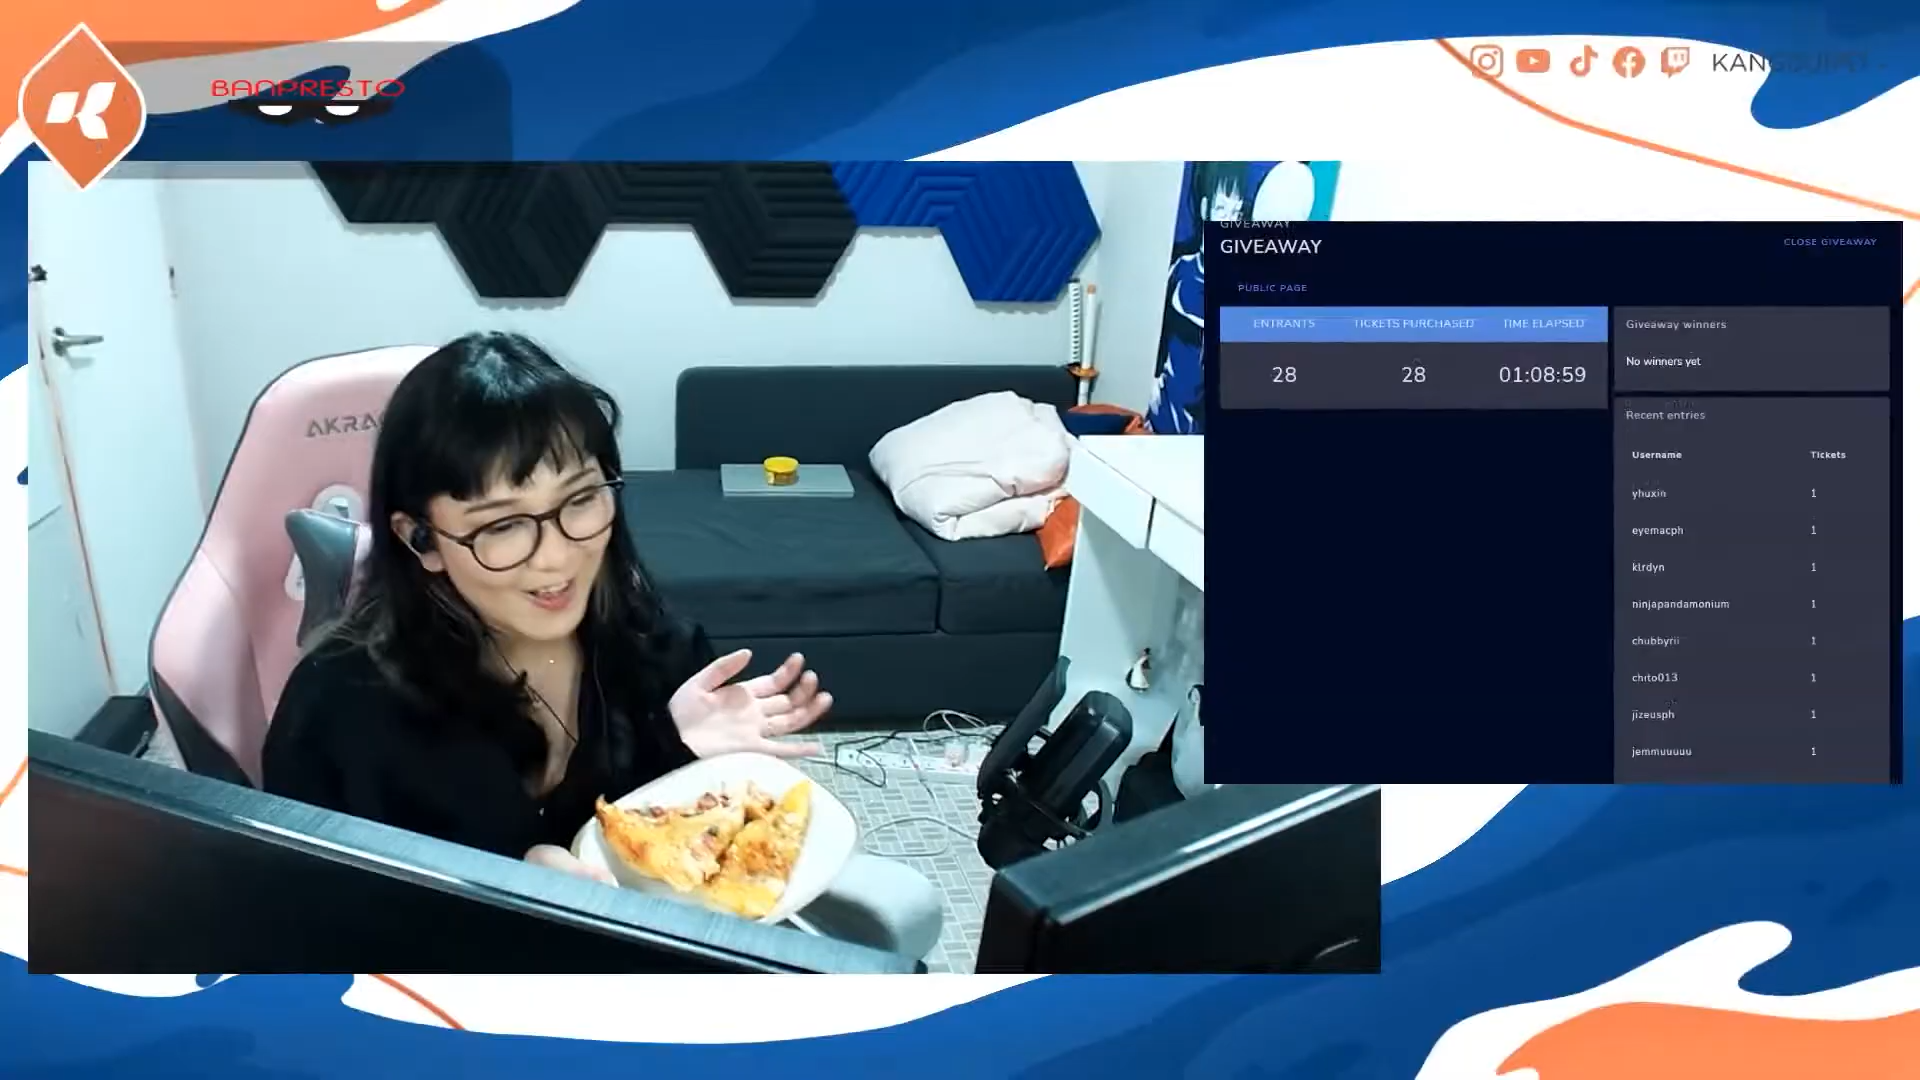 BANPRESTO
AKRA
GIVEAWAY
GIVEAWAY
CLOSE GIVEAWAY
PUBLIC PAGE
ENTRANTS TICKETS PURCHASED TIME ELAPSED
28 28 01:08:59
Giveaway winners
No winners yet
Recent entries
Username Tickets
yhuxin 1
eyemacph 1
klrdyn 1
ninjapandamonium 1
chubbyrii 1
chito013 1
jizeusph 1
jemmuuuuu 1